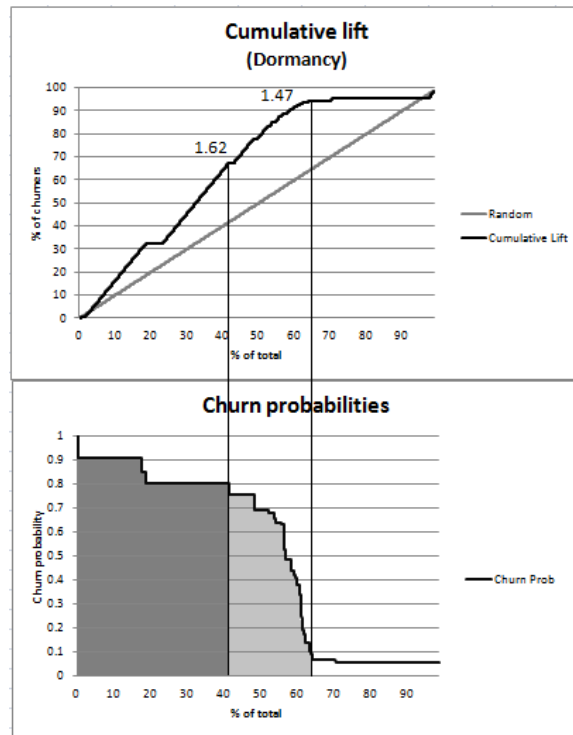 Cumulative lift
(Dormancy)
% of churners
100
90
80
70
60
50
40
30
20
10
0
1.62
1.47
0 10 20 30 40 50 60 70 80 90
% of total
Random
Cumulative Lift
Churn probabilities
Churn probability
1
0.9
0.8
0.7
0.6
0.5
0.4
0.3
0.2
0.1
0
0 10 20 30 40 50 60 70 80 90
% of total
Churn Prob